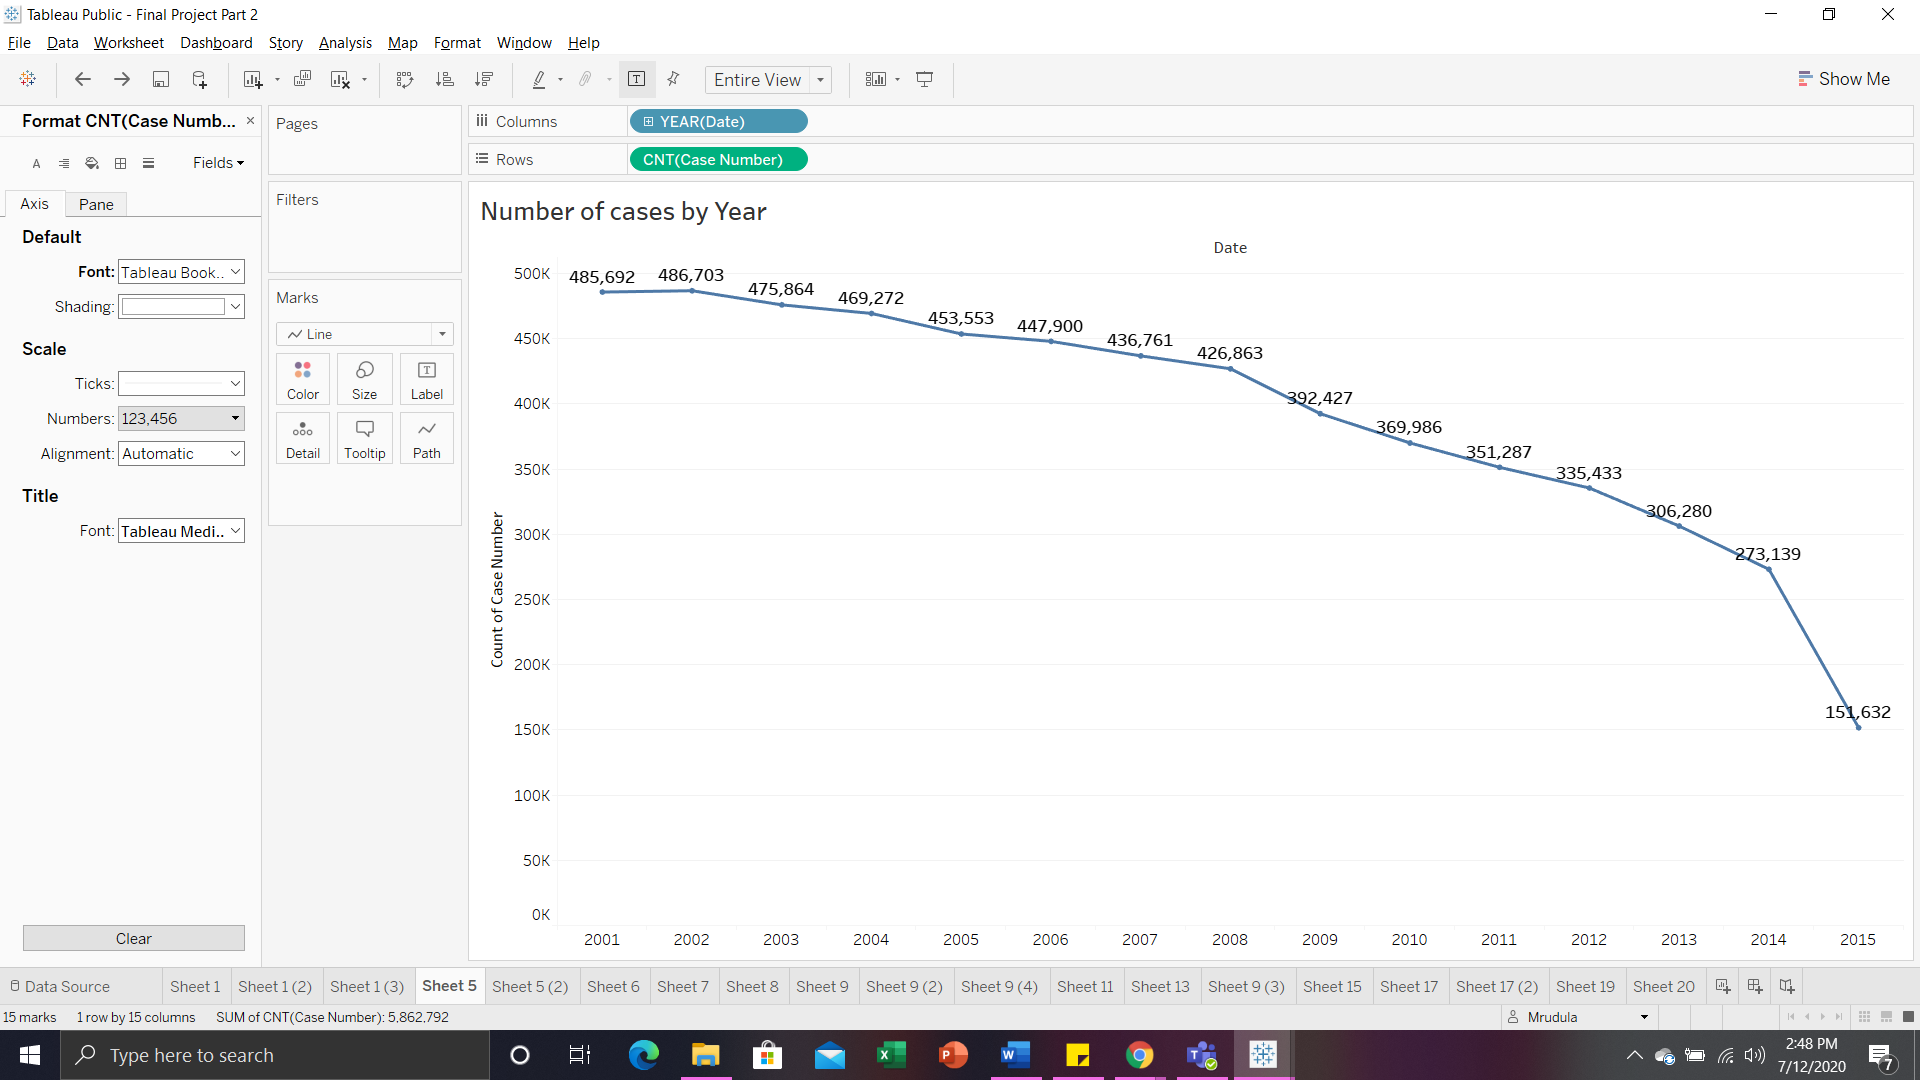 Tableau Public - Final Project Part 2
File Data Worksheet Dashboard Story Analysis Map Format Window Help
Entire View
Show Me
Format CNT(Case Numb...
Fields
Axis Pane
Default
Font: Tableau Book..
Shading:
Scale
Ticks:
Numbers: 123,456
Alignment: Automatic
Title
Font: Tableau Medi..
Clear
Pages
Filters
Marks
Line
Color Size Label
Detail Tooltip Path
Columns YEAR(Date)
Rows CNT(Case Number)
Number of cases by Year
Date
Count of Case Number
500K
450K
400K
350K
300K
250K
200K
150K
100K
50K
0K
485,692
486,703
475,864
469,272
453,553
447,900
436,761
426,863
392,427
369,986
351,287
335,433
306,280
273,139
151,632
2001 2002 2003 2004 2005 2006 2007 2008 2009 2010 2011 2012 2013 2014 2015
Data Source Sheet 1 Sheet 1 (2) Sheet 1 (3) Sheet 5 Sheet 5 (2) Sheet 6 Sheet 7 Sheet 8 Sheet 9 Sheet 9 (2) Sheet 9 (4) Sheet 11 Sheet 13 Sheet 9 (3) Sheet 15 Sheet 17 Sheet 17 (2) Sheet 19 Sheet 20
15 marks 1 row by 15 columns SUM of CNT(Case Number): 5,862,792 Mrudula
Type here to search
2:48 PM
7/12/2020
7